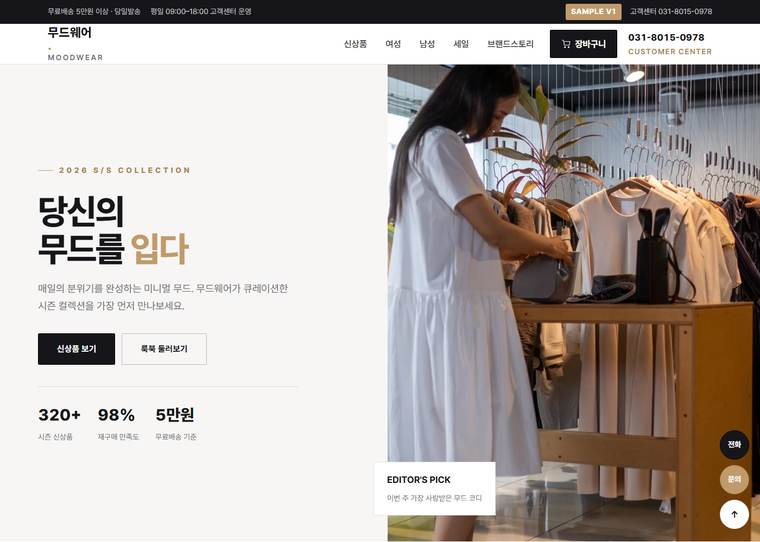 무료배송 5만원 이상 · 당일발송 평일 09:00–18:00 고객센터 운영
SAMPLE V1 고객센터 031-8015-0978
무드웨어
MOODWEAR
신상품 여성 남성 세일 브랜드스토리 장바구니
031-8015-0978
CUSTOMER CENTER
2026 S/S COLLECTION
당신의
무드를 입다
매일의 분위기를 완성하는 미니멀 무드. 무드웨어가 큐레이션한
시즌 컬렉션을 가장 먼저 만나보세요.
신상품 보기 룩북 둘러보기
320+ 98% 5만원
시즌 신상품 재구매 만족도 무료배송 기준
EDITOR'S PICK
이번 주 가장 사랑받은 무드 코디
전화
문의